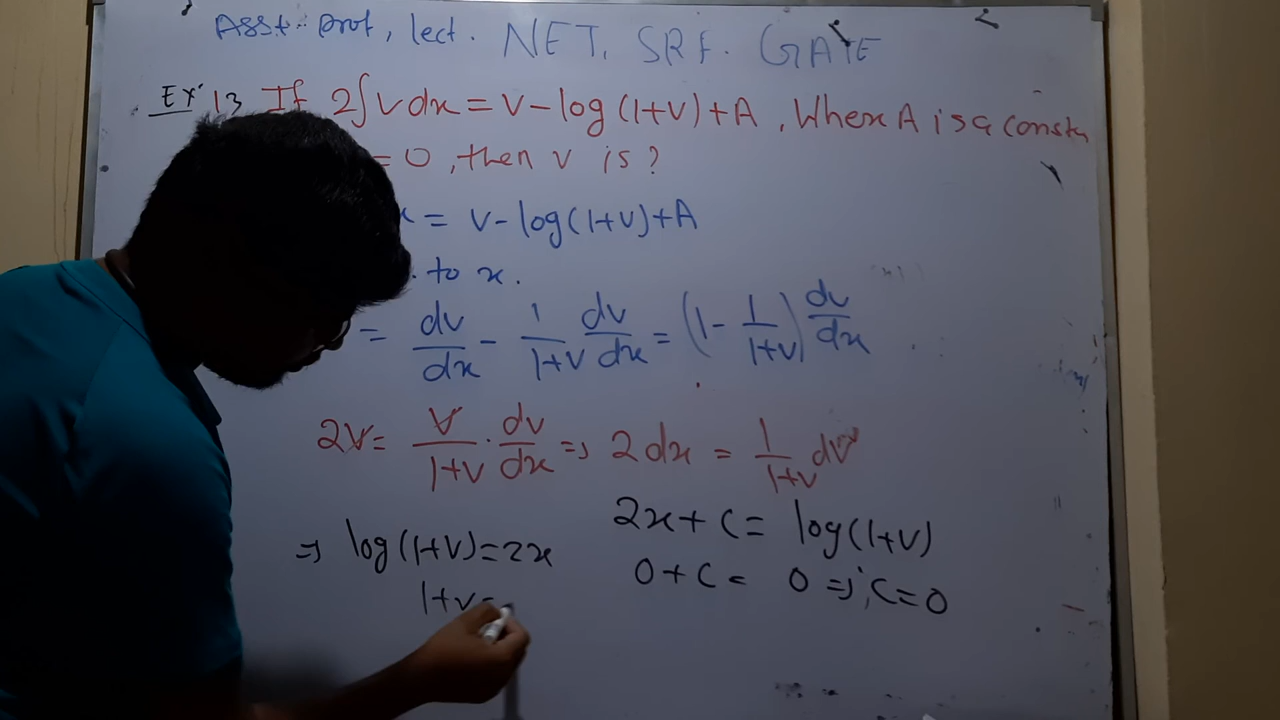 Asst. prof, lect. NET, SRF. GATE
Ex 13 If 2∫vdx = v - log(1+v) + A, Where A is a consta
= 0, then v is?
= v - log(1+v) + A
to x.
= dv/dx - 1/(1+v) dv/dx = (1 - 1/(1+v)) dv/dx
2v = v/(1+v) · dv/dx ⇒ 2dx = 1/(1+v) dv
2x + c = log(1+v)
⇒ log(1+v) = 2x
0 + c = 0 ⇒ c = 0
1+v =